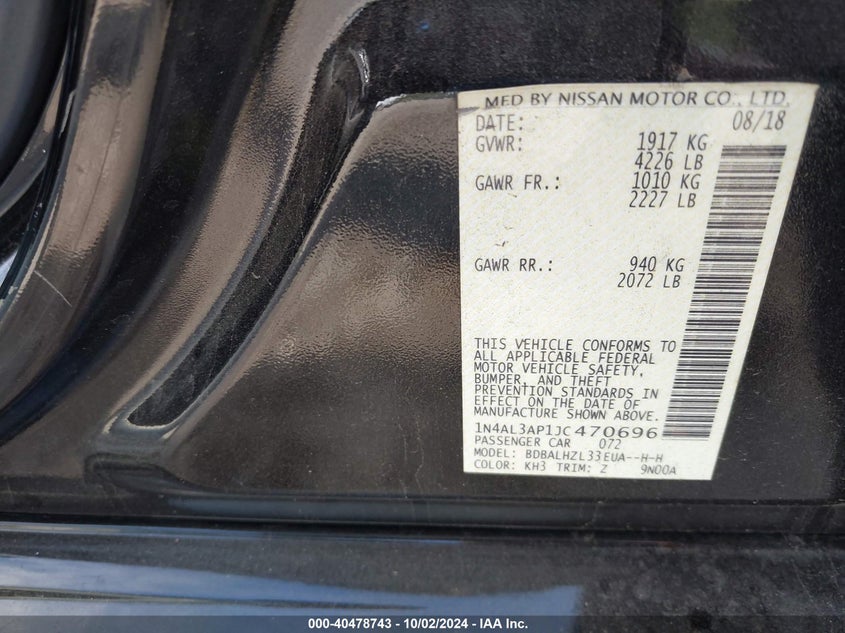 MFD BY NISSAN MOTOR CO., LTD.
DATE: 08/18
GVWR: 1917 KG
4226 LB
GAWR FR.: 1010 KG
2227 LB
GAWR RR.: 940 KG
2072 LB
THIS VEHICLE CONFORMS TO
ALL APPLICABLE FEDERAL
MOTOR VEHICLE SAFETY,
BUMPER, AND THEFT
PREVENTION STANDARDS IN
EFFECT ON THE DATE OF
MANUFACTURE SHOWN ABOVE.
1N4AL3AP1JC470696
PASSENGER CAR 072
MODEL: BDBALHZL33EUA--H-H
COLOR: KH3 TRIM: Z 9N00A
000-40478743 - 10/02/2024 - IAA Inc.